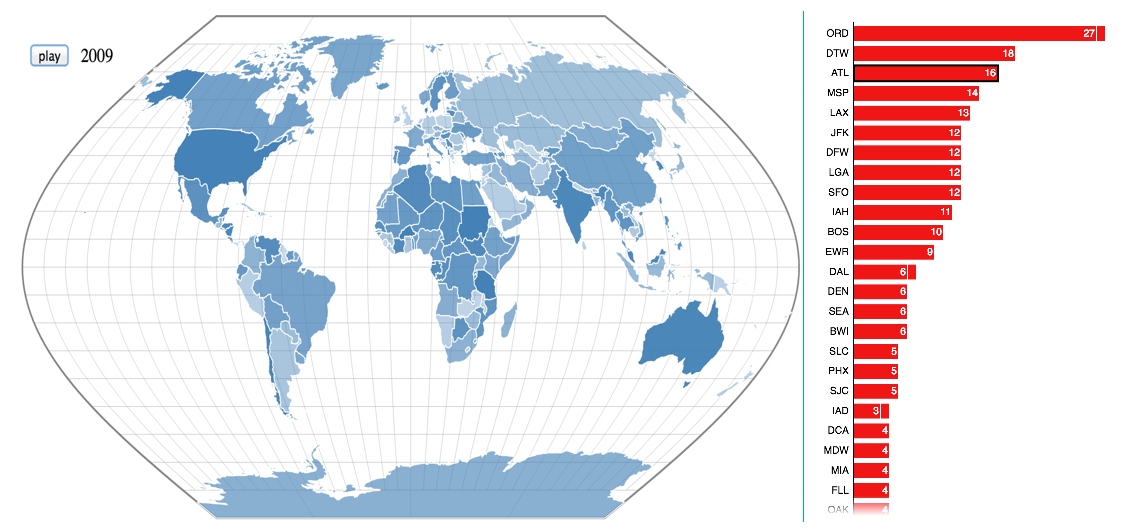 play 2009
ORD 27
DTW 18
ATL 16
MSP 14
LAX 13
JFK 12
DFW 12
LGA 12
SFO 12
IAH 11
BOS 10
EWR 9
DAL 6
DEN 6
SEA 6
BWI 6
SLC 5
PHX 5
SJC 5
IAD 3
DCA 4
MDW 4
MIA 4
FLL 4
OAK 4